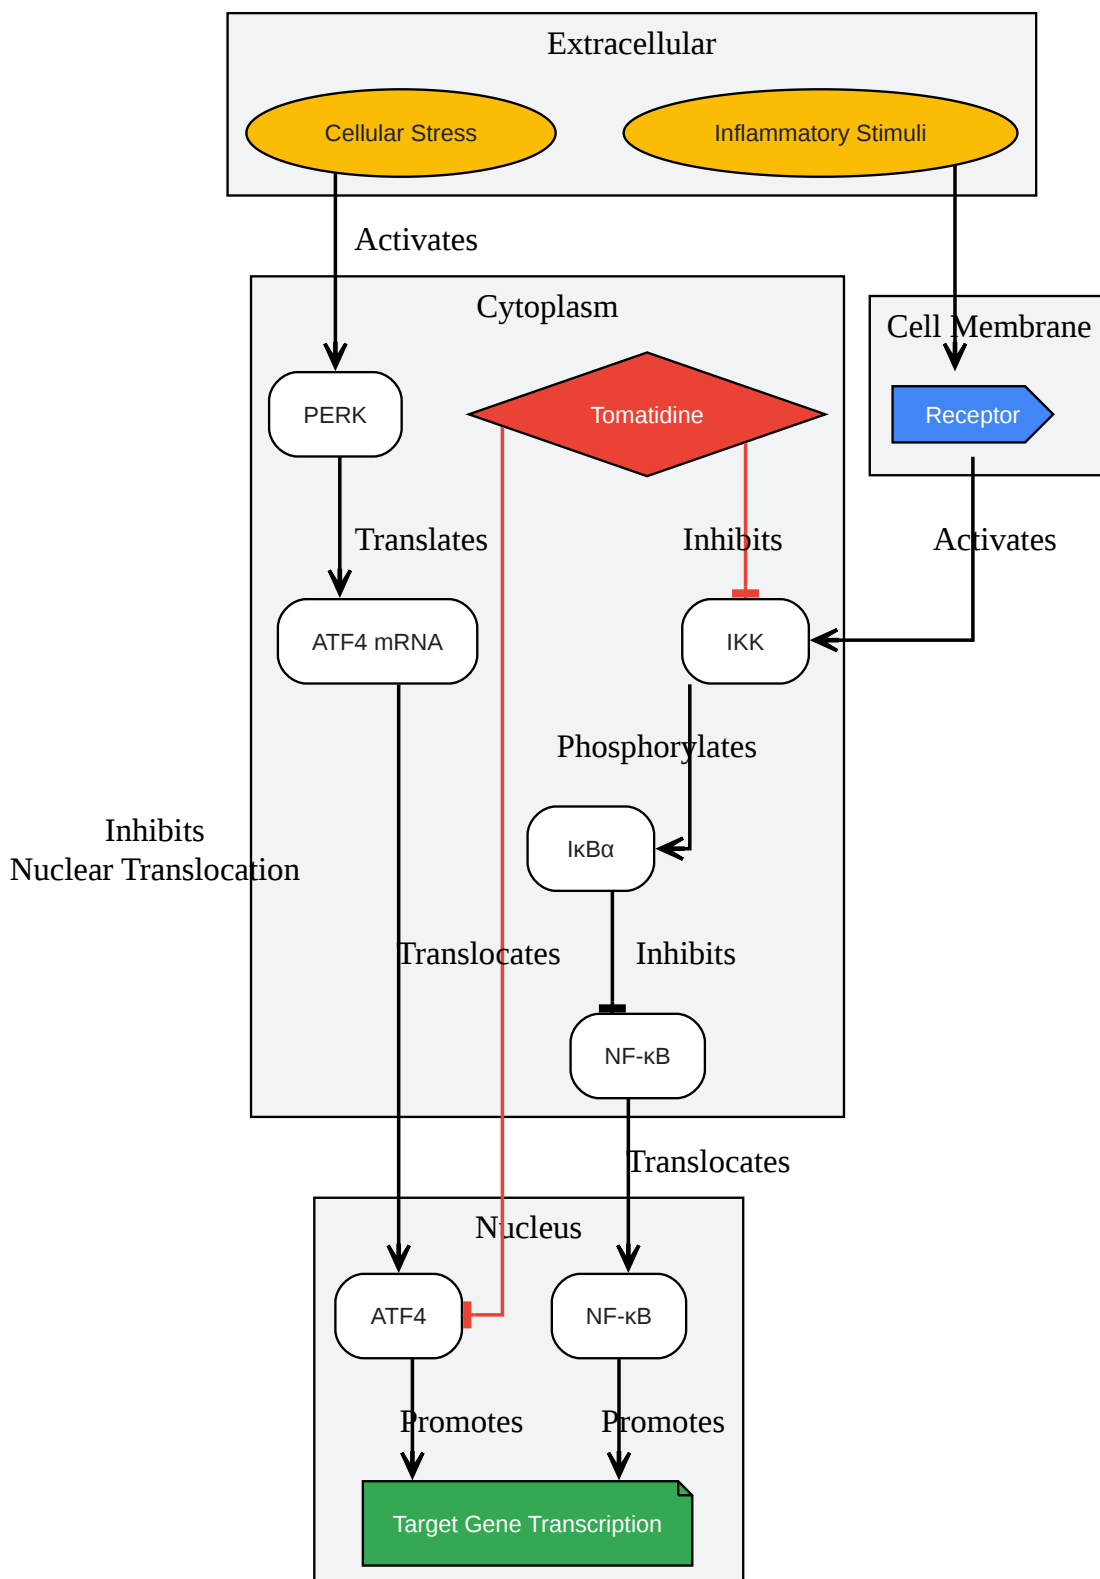 Extracellular
Cellular Stress
Inflammatory Stimuli
Activates
Cytoplasm
Cell Membrane
PERK
Tomatidine
Receptor
Translates
Inhibits
Activates
ATF4 mRNA
IKK
Phosphorylates
Inhibits
Nuclear Translocation
IκBα
Translocates
Inhibits
NF-κB
Translocates
Nucleus
ATF4
NF-κB
Promotes
Promotes
Target Gene Transcription